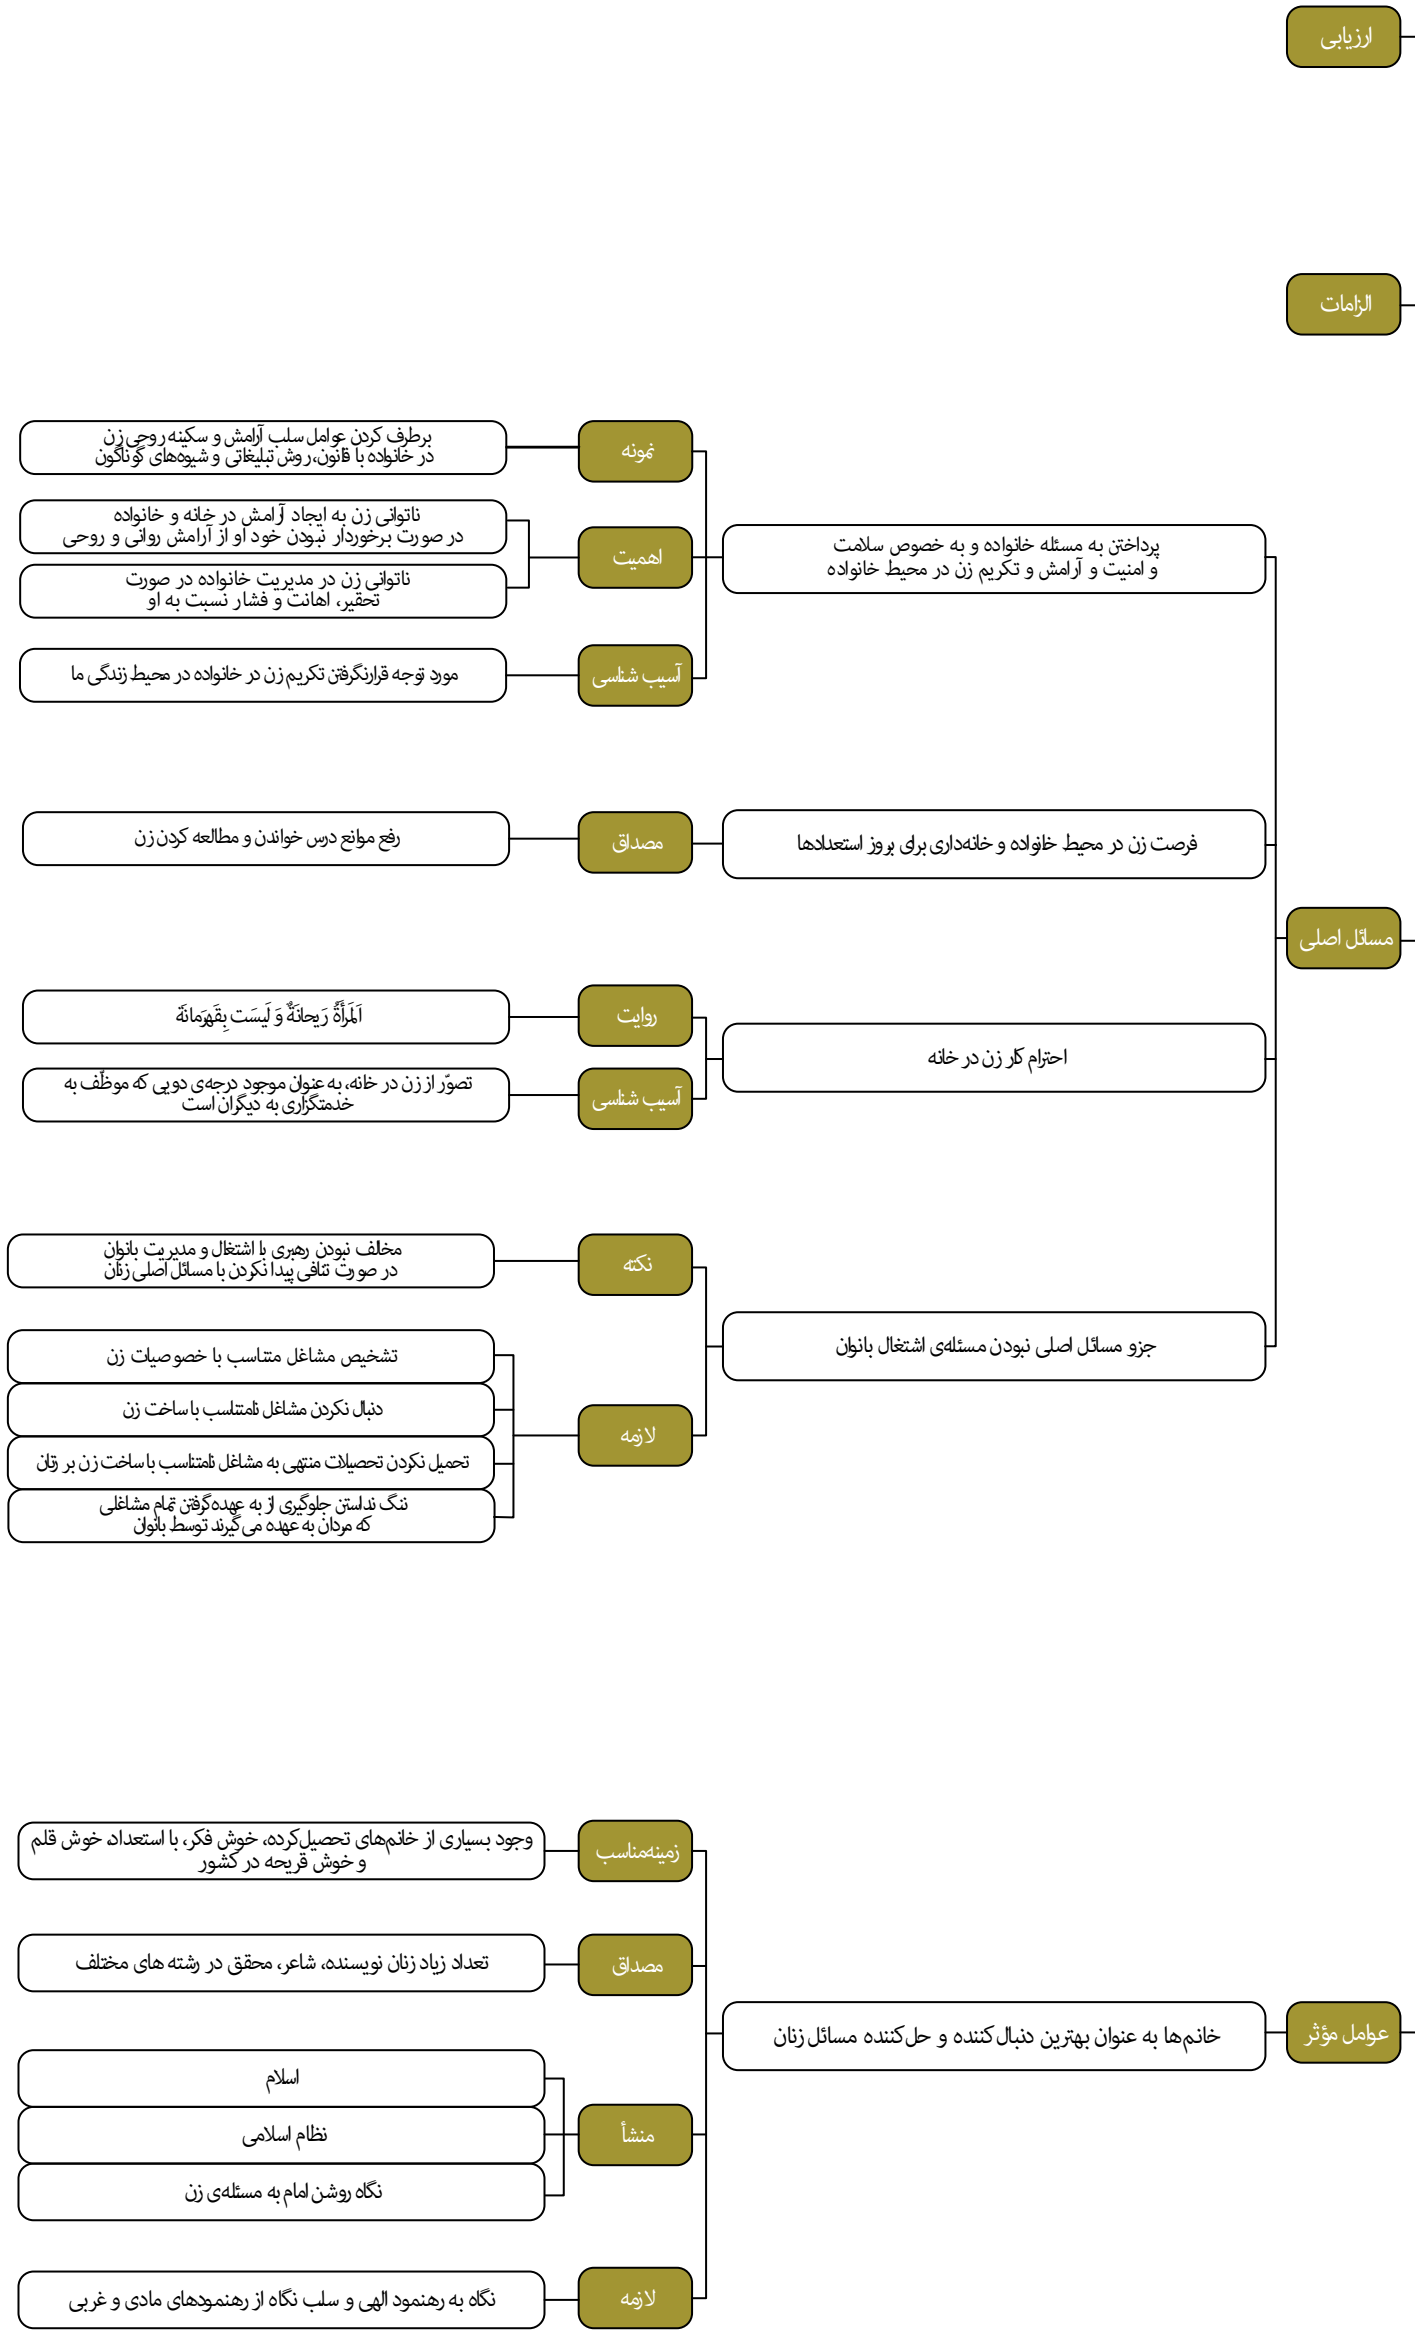 ارزیابی
الزامات
مسائل اصلی
پرداختن به مسئله خانواده و به خصوص سلامت
و امنیت و آرامش و تکریم زن در محیط خانواده
نمونه
برطرف کردن عوامل سلب آرامش و سکینه روحی زن
در خانواده با قانون، روش تبلیغاتی و شیوه‌های گوناگون
اهمیت
ناتوانی زن به ایجاد آرامش در خانه و خانواده
در صورت برخوردار نبودن خود او از آرامش روانی و روحی
ناتوانی زن در مدیریت خانواده در صورت
تحقیر، اهانت و فشار نسبت به او
آسیب شناسی
مورد توجه قرارنگرفتن تکریم زن در خانواده در محیط زندگی ما
فرصت زن در محیط خانواده و خانه‌داری برای بروز استعدادها
مصداق
رفع موانع درس خواندن و مطالعه کردن زن
احترام کار زن در خانه
روایت
اَلمَرأَةُ رَیحانَةٌ وَ لَیسَت بِقَهرَمانَة
آسیب شناسی
تصوّر از زن در خانه، به عنوان موجود درجه‌ی دویی که موظّف به
خدمتگزاری به دیگران است
جزو مسائل اصلی نبودن مسئله‌ی اشتغال بانوان
نکته
مخالف نبودن رهبری با اشتغال و مدیریت بانوان
در صورت تنافی پیدا نکردن با مسائل اصلی زنان
لازمه
تشخیص مشاغل متناسب با خصوصیات زن
دنبال نکردن مشاغل نامتناسب با ساخت زن
تحمیل نکردن تحصیلات منتهی به مشاغل نامتناسب با ساخت زن بر زنان
ننگ نداستن جلوگیری از به عهده‌گرفتن تمام مشاغلی
که مردان به عهده می‌گیرند توسط بانوان
عوامل مؤثر
خانم‌ها به عنوان بهترین دنبال‌کننده و حل‌کننده مسائل زنان
زمینه‌مناسب
وجود بسیاری از خانم‌های تحصیل‌کرده، خوش فکر، با استعداد، خوش قلم
و خوش قریحه در کشور
مصداق
تعداد زیاد زنان نویسنده، شاعر، محقق در رشته های مختلف
منشأ
اسلام
نظام اسلامی
نگاه روشن امام به مسئله‌ی زن
لازمه
نگاه به رهنمود الهی و سلب نگاه از رهنمودهای مادی و غربی